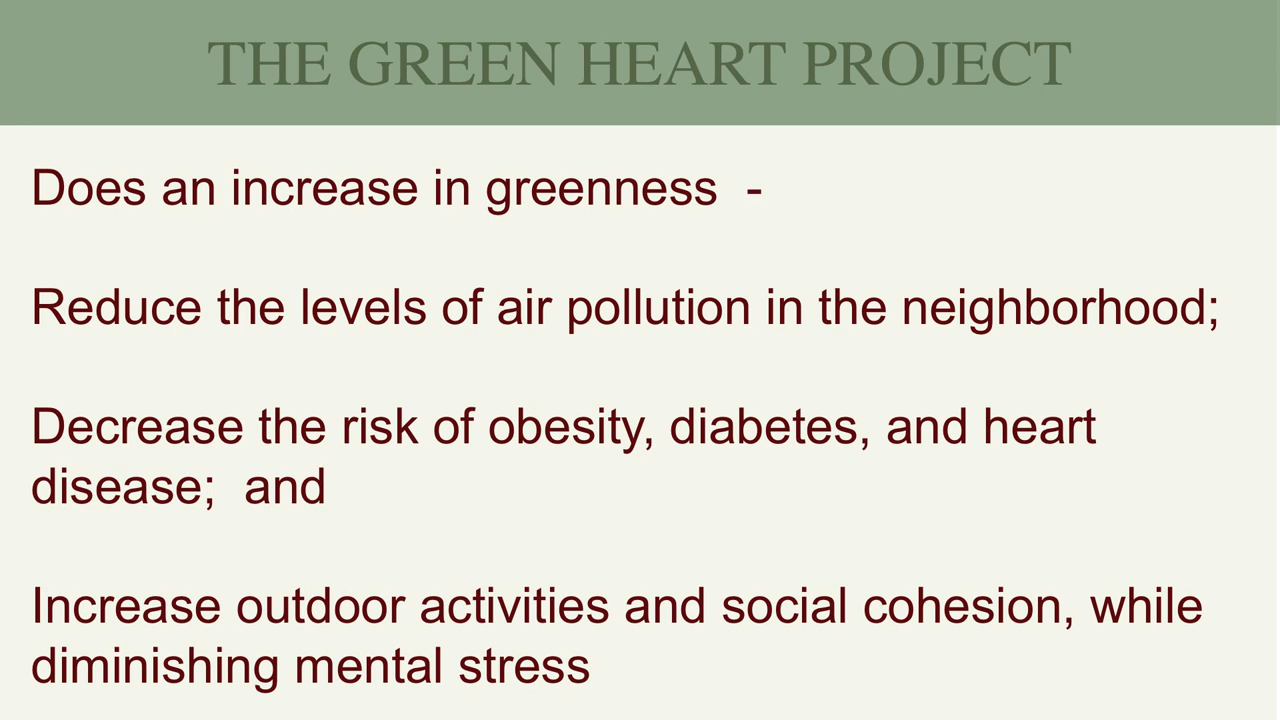 THE GREEN HEART PROJECT
Does an increase in greenness  -
Reduce the levels of air pollution in the neighborhood;
Decrease the risk of obesity, diabetes, and heart
disease;  and
Increase outdoor activities and social cohesion, while
diminishing mental stress